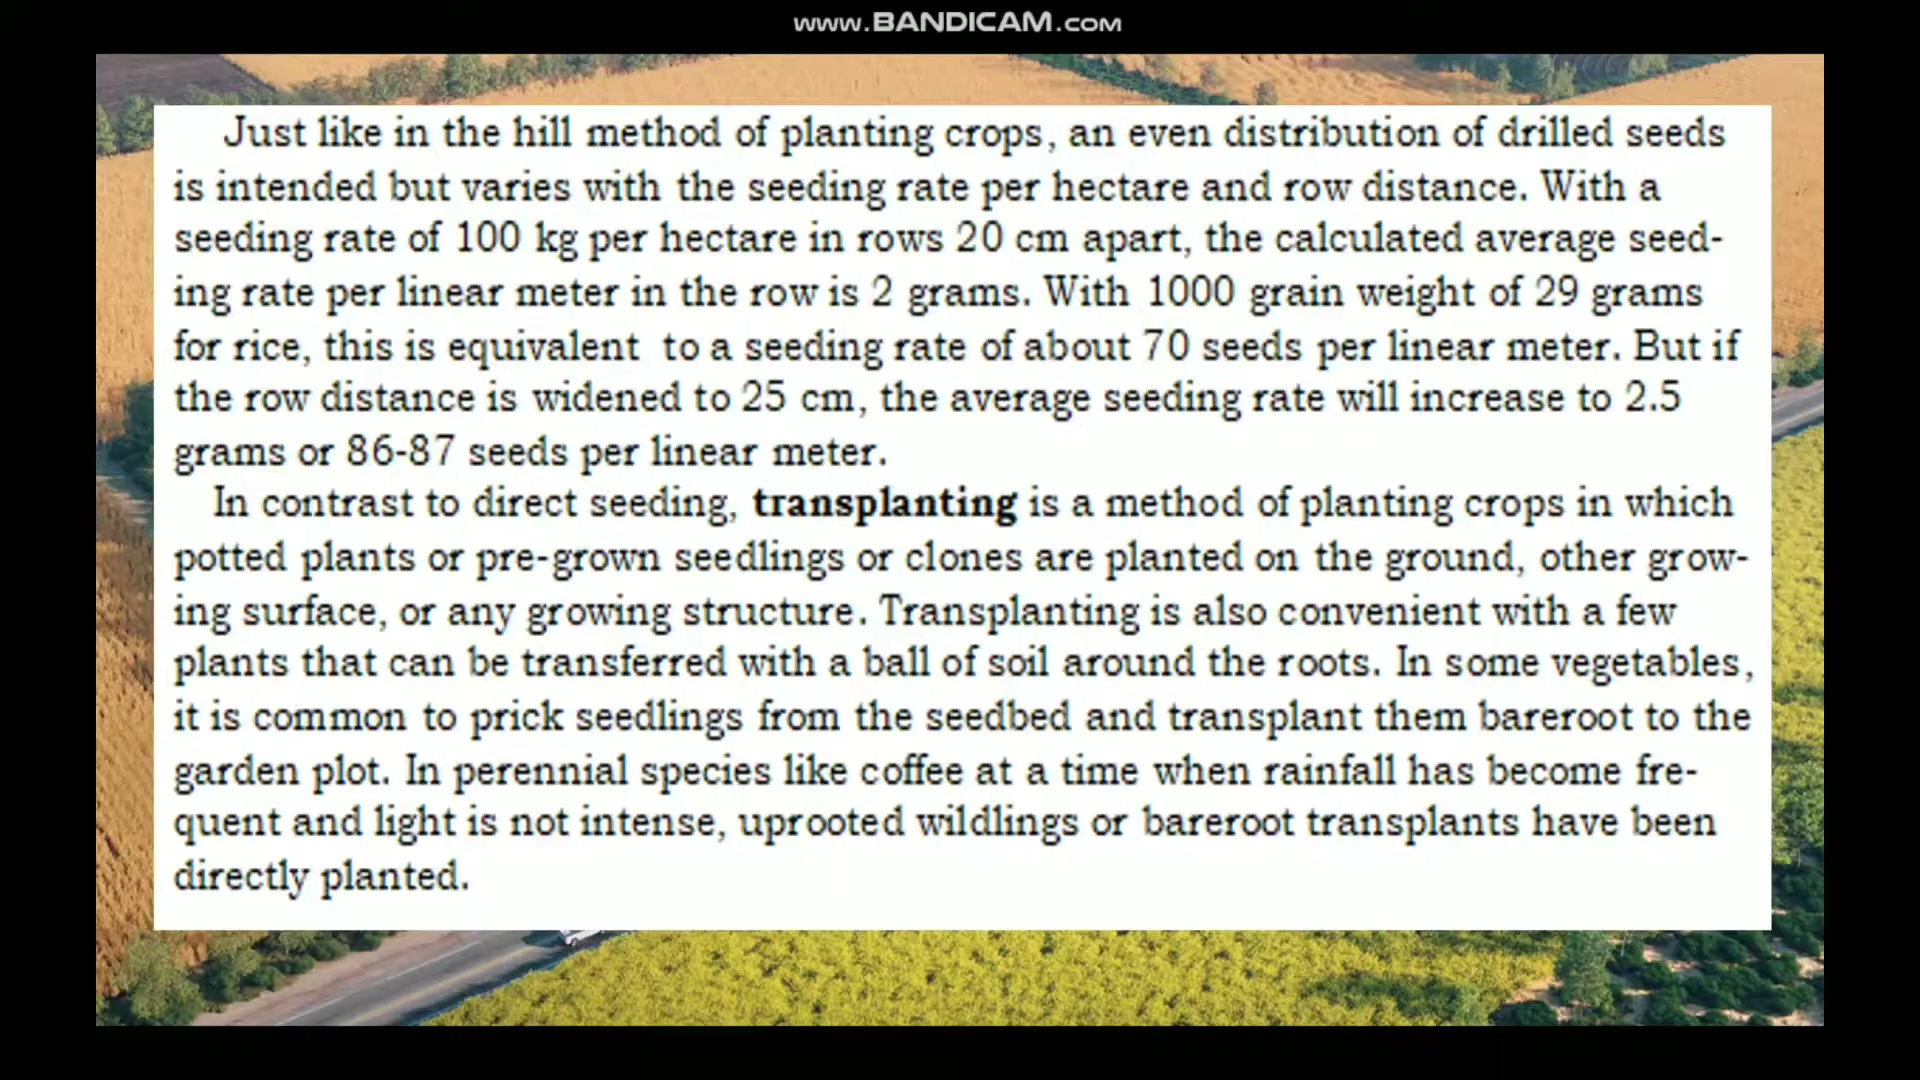 www.BANDICAM.com
Just like in the hill method of planting crops, an even distribution of drilled seeds
is intended but varies with the seeding rate per hectare and row distance. With a
seeding rate of 100 kg per hectare in rows 20 cm apart, the calculated average seed-
ing rate per linear meter in the row is 2 grams. With 1000 grain weight of 29 grams
for rice, this is equivalent to a seeding rate of about 70 seeds per linear meter. But if
the row distance is widened to 25 cm, the average seeding rate will increase to 2.5
grams or 86-87 seeds per linear meter.
In contrast to direct seeding, transplanting is a method of planting crops in which
potted plants or pre-grown seedlings or clones are planted on the ground, other grow-
ing surface, or any growing structure. Transplanting is also convenient with a few
plants that can be transferred with a ball of soil around the roots. In some vegetables,
it is common to prick seedlings from the seedbed and transplant them bareroot to the
garden plot. In perennial species like coffee at a time when rainfall has become fre-
quent and light is not intense, uprooted wildlings or bareroot transplants have been
directly planted.